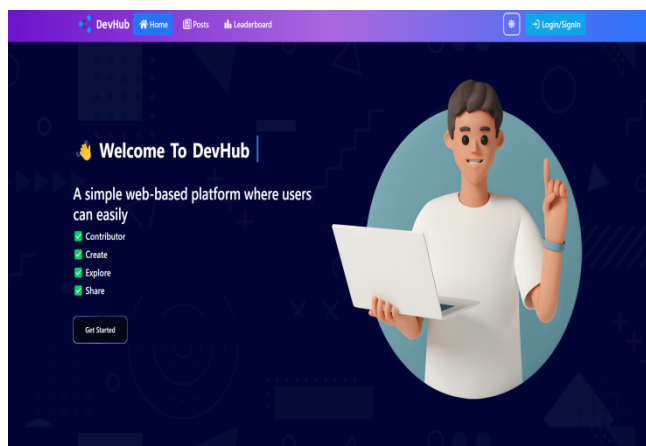 DevHub Home Posts Leaderboard Login/SignIn
👋 Welcome To DevHub
A simple web-based platform where users
can easily
✅ Contributor
✅ Create
✅ Explore
✅ Share
Get Started